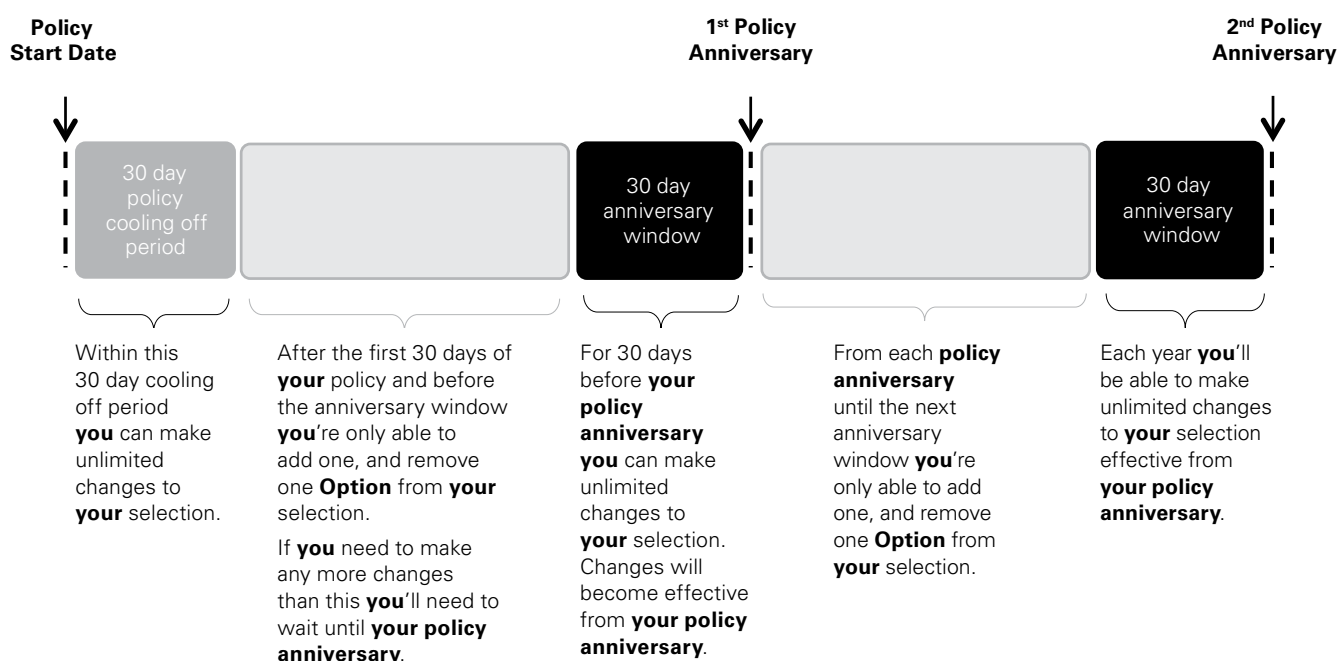 Policy
Start Date
1st Policy
Anniversary
2nd Policy
Anniversary
30 day
policy
cooling off
period
30 day
anniversary
window
30 day
anniversary
window
Within this
30 day cooling
off period
you can make
unlimited
changes to
your selection.
After the first 30 days of
your policy and before
the anniversary window
you're only able to
add one, and remove
one Option from your
selection.
If you need to make
any more changes
than this you'll need to
wait until your policy
anniversary.
For 30 days
before your
policy
anniversary
you can make
unlimited
changes to
your selection.
Changes will
become effective
from your policy
anniversary.
From each policy
anniversary
until the next
anniversary
window you're
only able to add
one, and remove
one Option from
your selection.
Each year you'll
be able to make
unlimited changes
to your selection
effective from
your policy
anniversary.